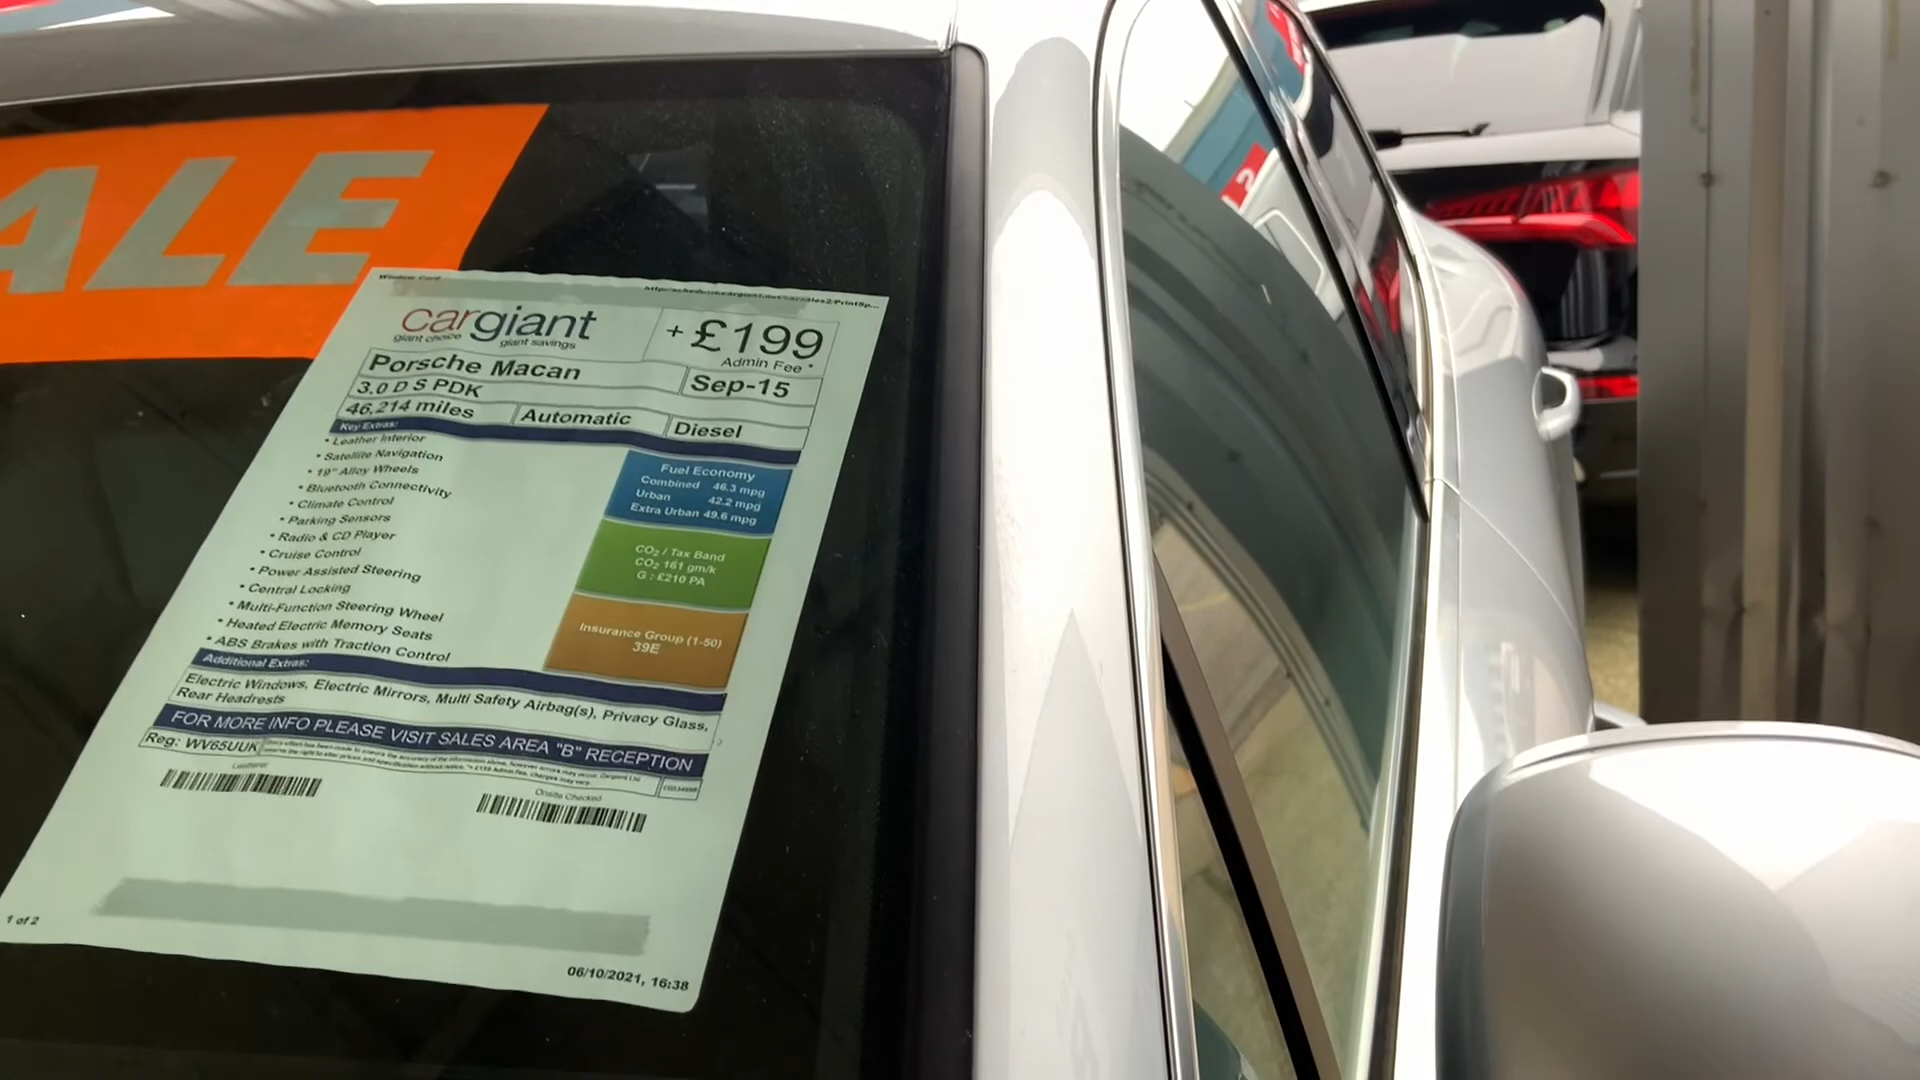 ALE
Window Card
cargiant
giant choice giant savings
+ £199
Admin Fee *
Porsche Macan
Sep-15
3.0 D S PDK
46,214 miles
Automatic
Diesel
Key Extras:
• Leather Interior
• Satellite Navigation
• 19" Alloy Wheels
• Bluetooth Connectivity
• Climate Control
• Parking Sensors
• Radio & CD Player
• Cruise Control
• Power Assisted Steering
• Central Locking
• Multi-Function Steering Wheel
• Heated Electric Memory Seats
• ABS Brakes with Traction Control
Fuel Economy
Combined 46.3 mpg
Urban 42.2 mpg
Extra Urban 49.6 mpg
CO₂ / Tax Band
CO₂ 161 gm/k
G : £210 PA
Insurance Group (1-50)
39E
Additional Extras:
Electric Windows, Electric Mirrors, Multi Safety Airbag(s), Privacy Glass,
Rear Headrests
FOR MORE INFO PLEASE VISIT SALES AREA "B" RECEPTION
Reg: WV65UUK
Onsite Checked
1 of 2
06/10/2021, 16:38